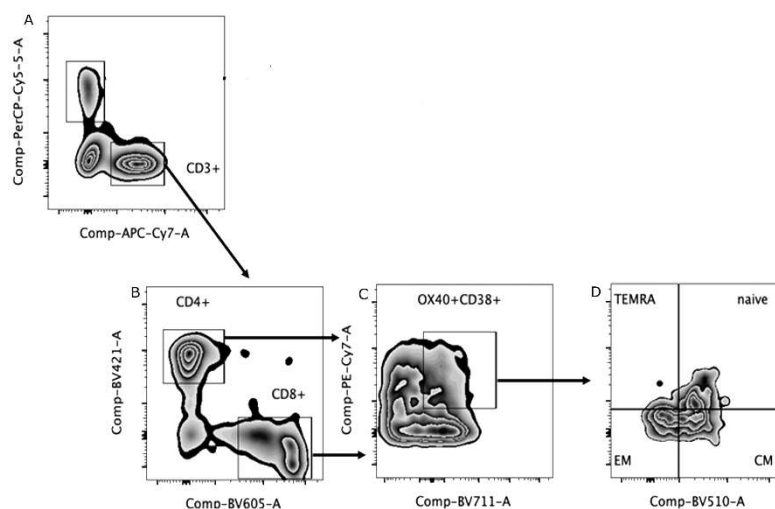 A
Comp-PerCP-Cy5-5-A
CD3+
Comp-APC-Cy7-A
B
CD4+
Comp-BV421-A
CD8+
Comp-BV605-A
C
OX40+CD38+
Comp-PE-Cy7-A
Comp-BV711-A
D
TEMRA
naive
EM
CM
Comp-BV510-A